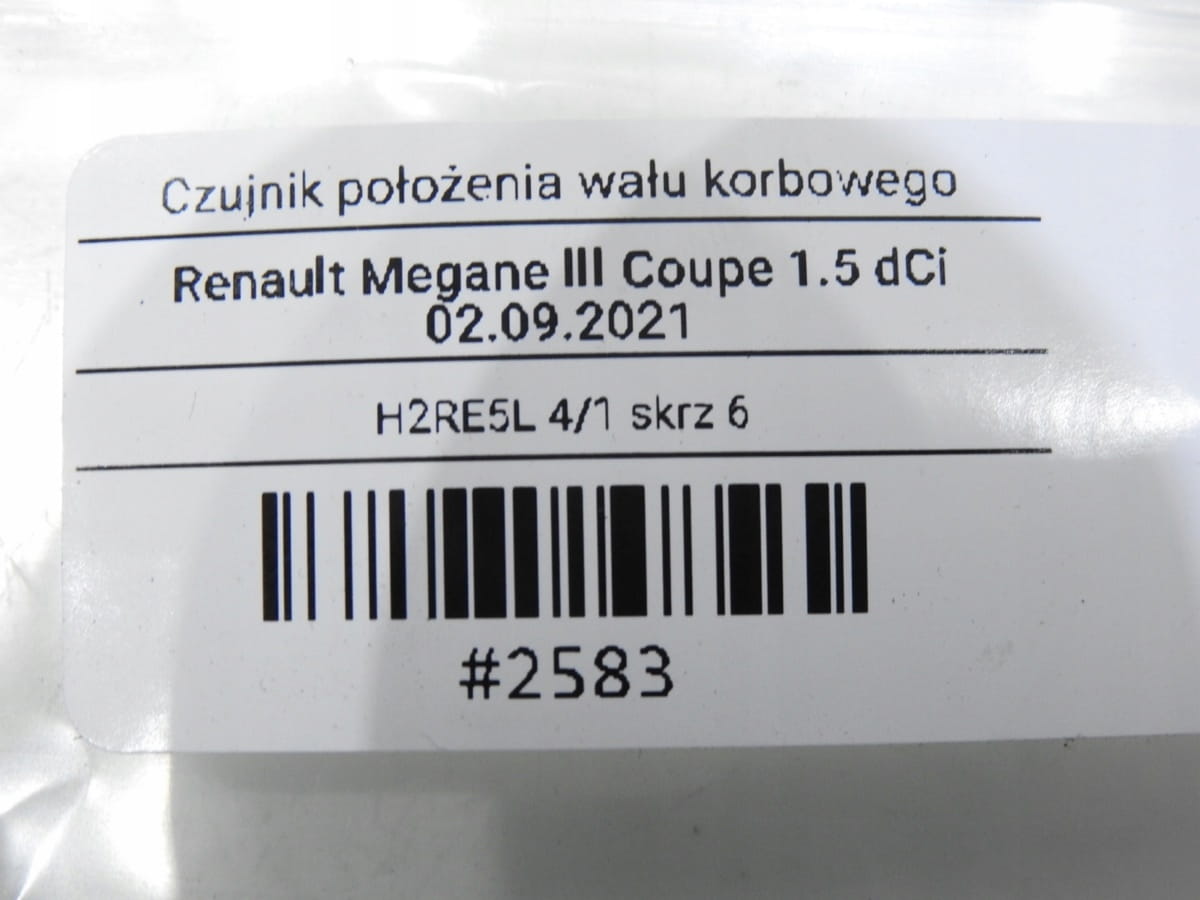 Czujnik położenia wału korbowego
Renault Megane III Coupe 1.5 dCi
02.09.2021
H2RE5L 4/1 skrz 6
#2583